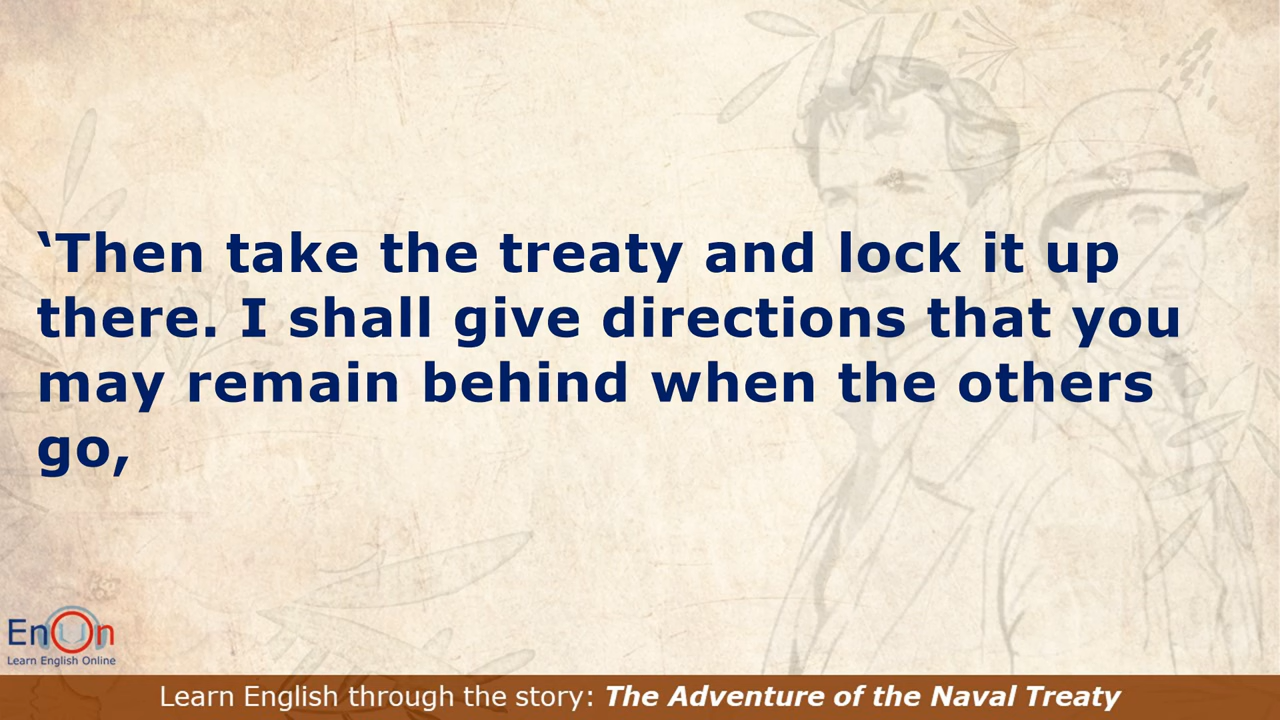 ‘Then take the treaty and lock it up
there. I shall give directions that you
may remain behind when the others
go,
EnOn
Learn English Online
Learn English through the story: The Adventure of the Naval Treaty